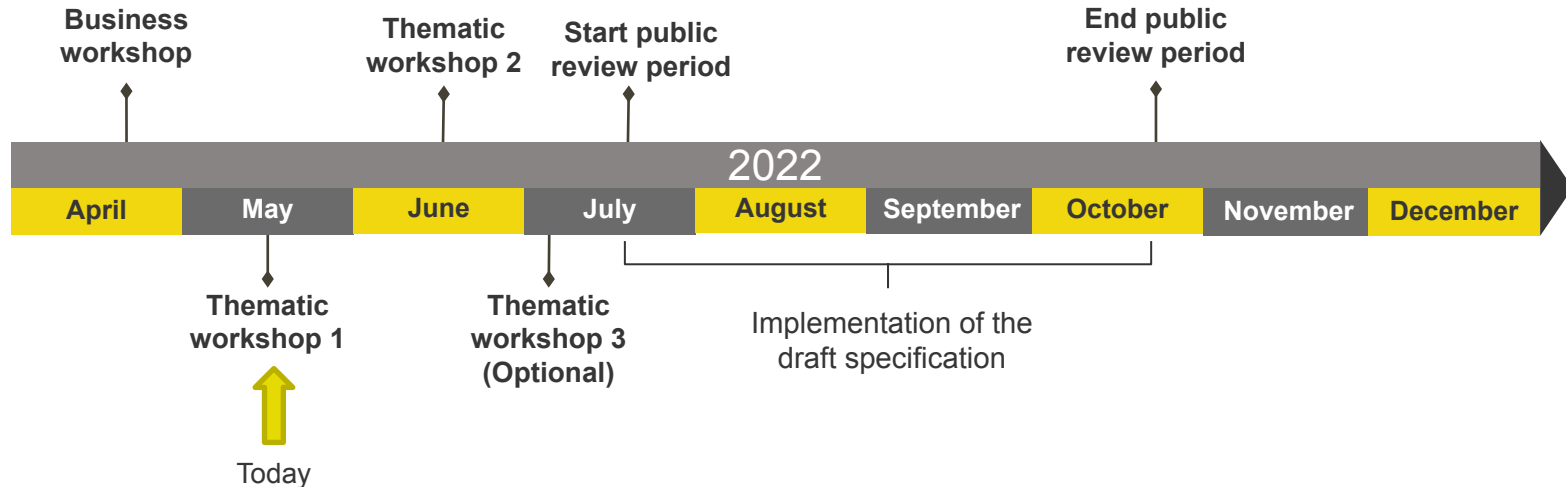 Business
workshop
Thematic
workshop 2
Start public
review period
End public
review period
2022
April
May
June
July
August
September
October
November
December
Thematic
workshop 1
Thematic
workshop 3
(Optional)
Implementation of the
draft specification
Today